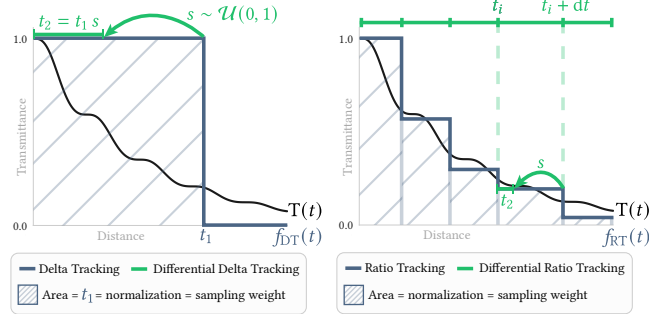 t₂ = t₁ s
s ~ 𝒰(0, 1)
1.0
Transmittance
0.0
Distance
t₁
T(t)
f_DT(t)
Delta Tracking
Differential Delta Tracking
Area = t₁ = normalization = sampling weight
tᵢ
tᵢ + dt
1.0
Transmittance
s
t₂
0.0
Distance
T(t)
f_RT(t)
Ratio Tracking
Differential Ratio Tracking
Area = normalization = sampling weight